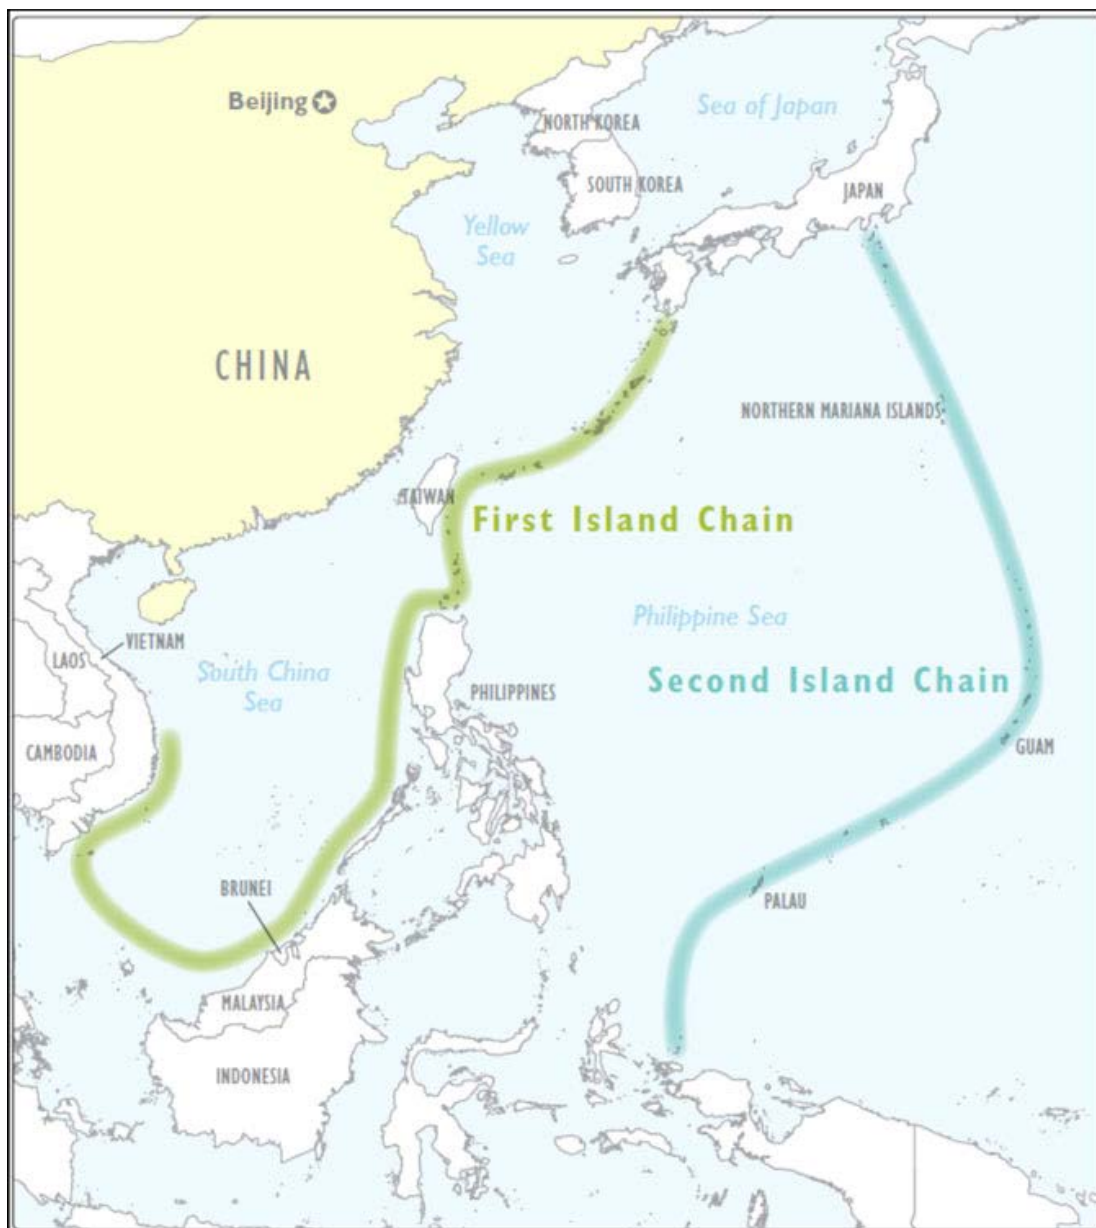 Beijing
Sea of Japan
NORTH KOREA
SOUTH KOREA
JAPAN
Yellow
Sea
CHINA
NORTHERN MARIANA ISLANDS
TAIWAN
First Island Chain
Philippine Sea
VIETNAM
LAOS
South China
Sea
Second Island Chain
PHILIPPINES
CAMBODIA
GUAM
BRUNEI
PALAU
MALAYSIA
INDONESIA